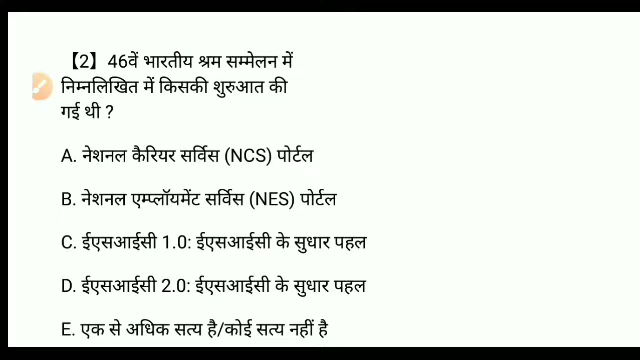 【2】 46वें भारतीय श्रम सम्मेलन में
निम्नलिखित में किसकी शुरुआत की
गई थी ?
A. नेशनल कैरियर सर्विस (NCS) पोर्टल
B. नेशनल एम्प्लॉयमेंट सर्विस (NES) पोर्टल
C. ईएसआईसी 1.0: ईएसआईसी के सुधार पहल
D. ईएसआईसी 2.0: ईएसआईसी के सुधार पहल
E. एक से अधिक सत्य है/कोई सत्य नहीं है